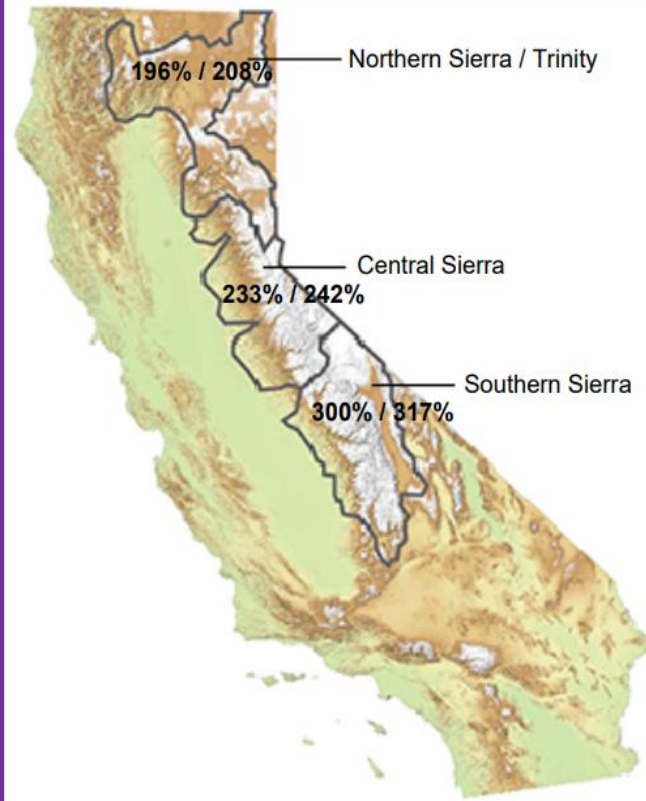 Northern Sierra / Trinity
196% / 208%
Central Sierra
233% / 242%
Southern Sierra
300% / 317%